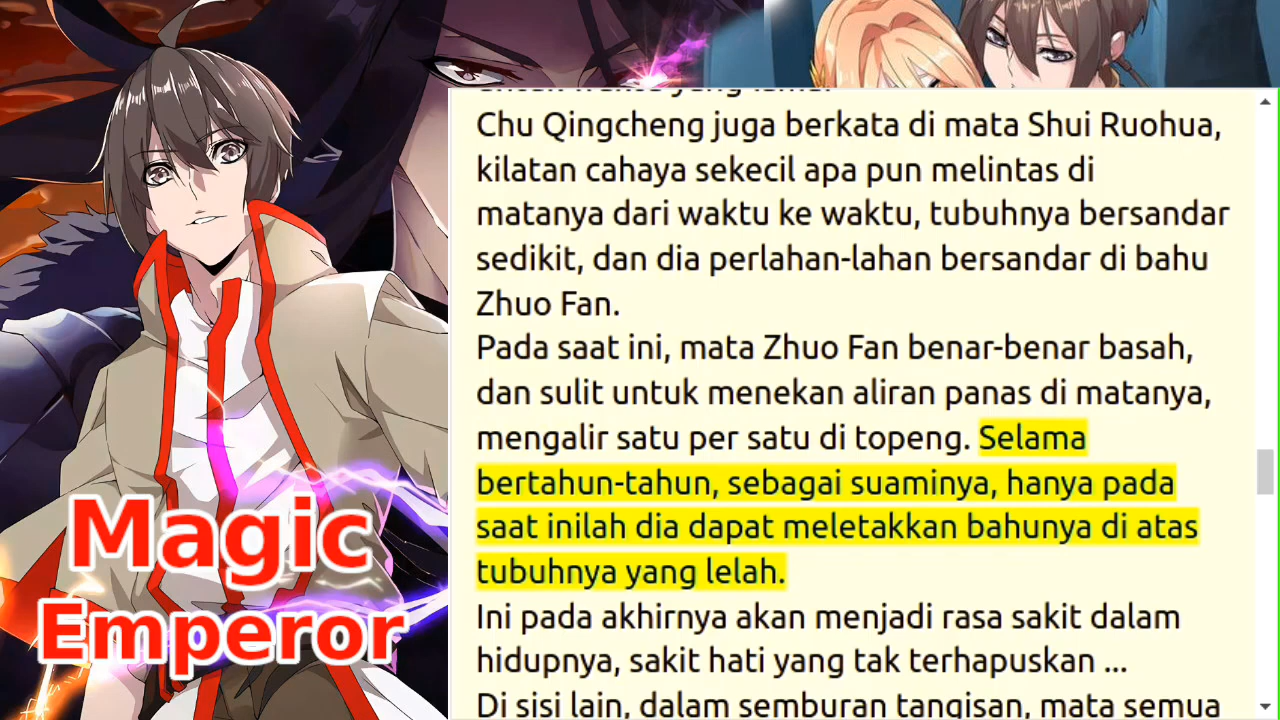 untuk waktu yang lama.
Chu Qingcheng juga berkata di mata Shui Ruohua,
kilatan cahaya sekecil apa pun melintas di
matanya dari waktu ke waktu, tubuhnya bersandar
sedikit, dan dia perlahan-lahan bersandar di bahu
Zhuo Fan.
Pada saat ini, mata Zhuo Fan benar-benar basah,
dan sulit untuk menekan aliran panas di matanya,
mengalir satu per satu di topeng. Selama
bertahun-tahun, sebagai suaminya, hanya pada
saat inilah dia dapat meletakkan bahunya di atas
tubuhnya yang lelah.
Ini pada akhirnya akan menjadi rasa sakit dalam
hidupnya, sakit hati yang tak terhapuskan ...
Di sisi lain, dalam semburan tangisan, mata semua
Magic
Emperor